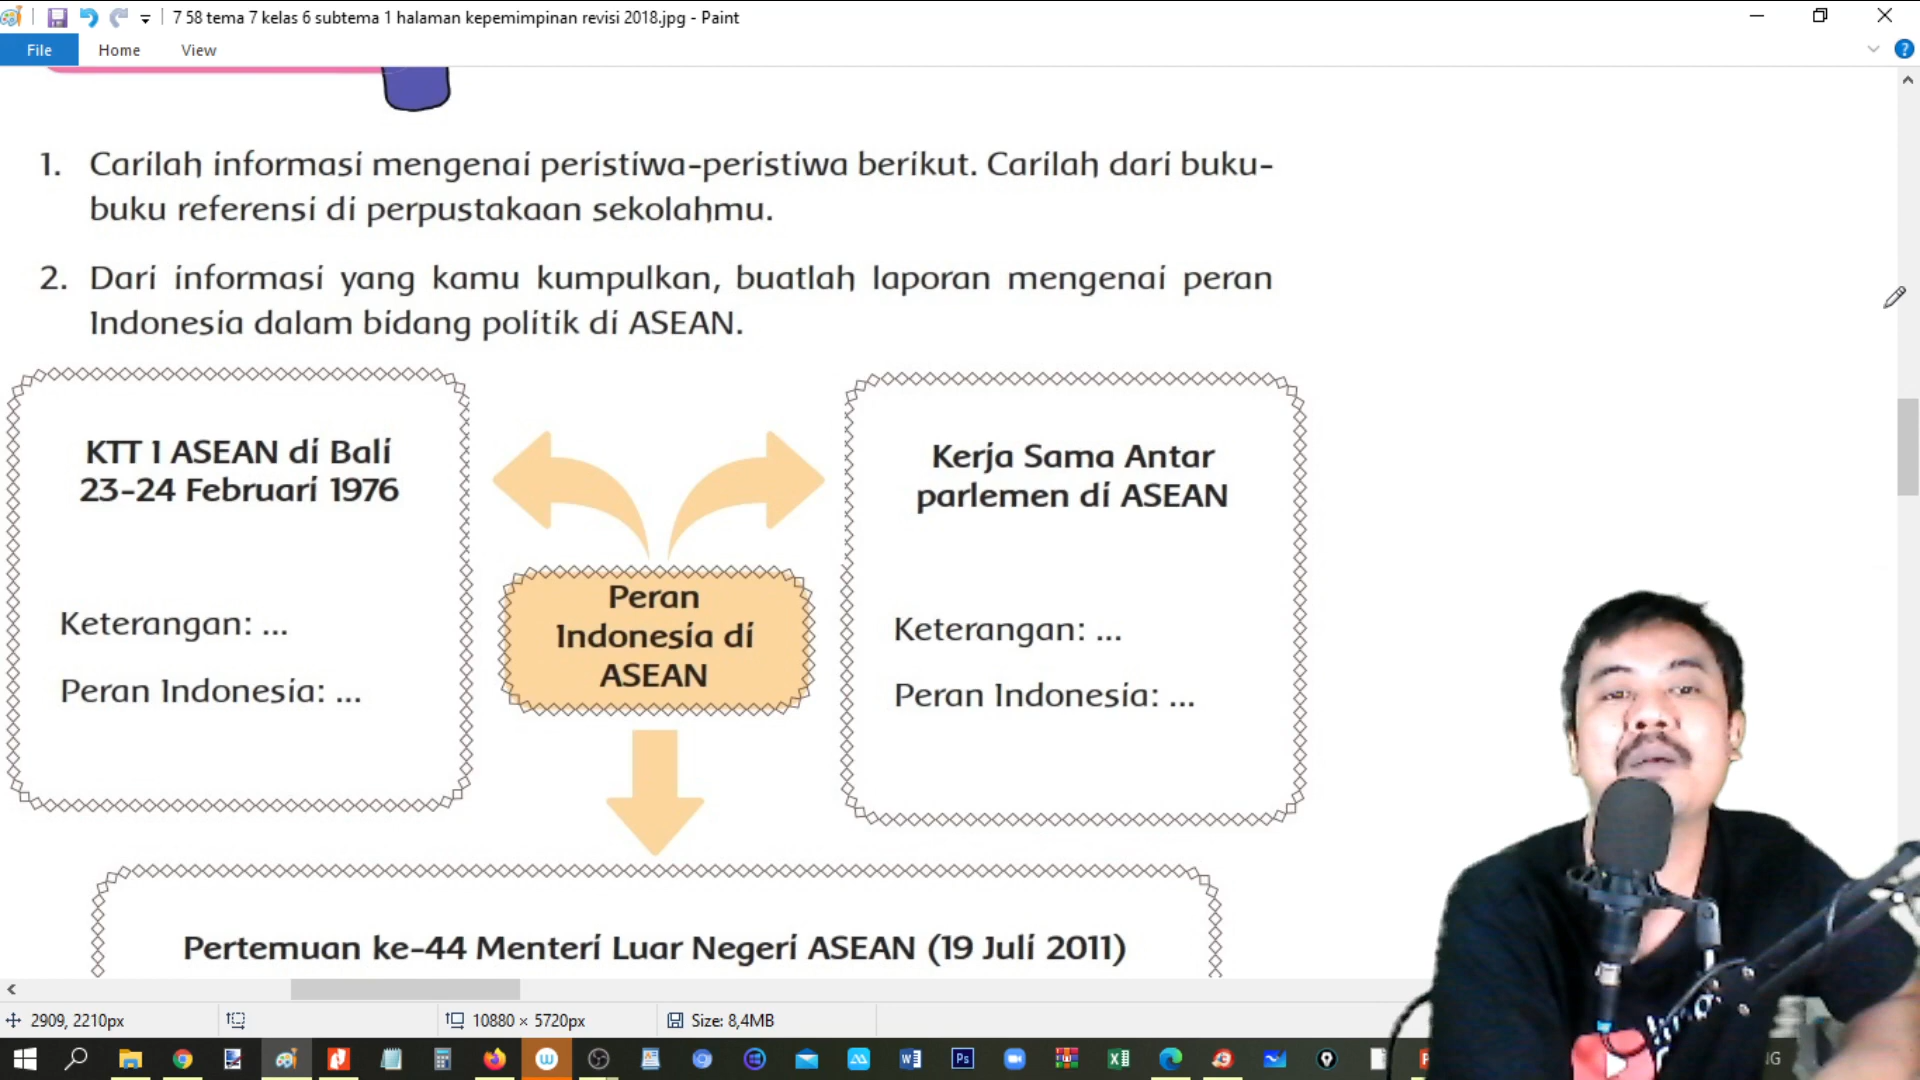 7 58 tema 7 kelas 6 subtema 1 halaman kepemimpinan revisi 2018.jpg - Paint
File Home View
1. Carilah informasi mengenai peristiwa-peristiwa berikut. Carilah dari buku-
buku referensi di perpustakaan sekolahmu.
2. Dari informasi yang kamu kumpulkan, buatlah laporan mengenai peran
Indonesia dalam bidang politik di ASEAN.
KTT 1 ASEAN di Bali
23-24 Februari 1976
Keterangan: ...
Peran Indonesia: ...
Peran
Indonesia di
ASEAN
Kerja Sama Antar
parlemen di ASEAN
Keterangan: ...
Peran Indonesia: ...
Pertemuan ke-44 Menteri Luar Negeri ASEAN (19 Juli 2011)
2909, 2210px
10880 × 5720px
Size: 8,4MB